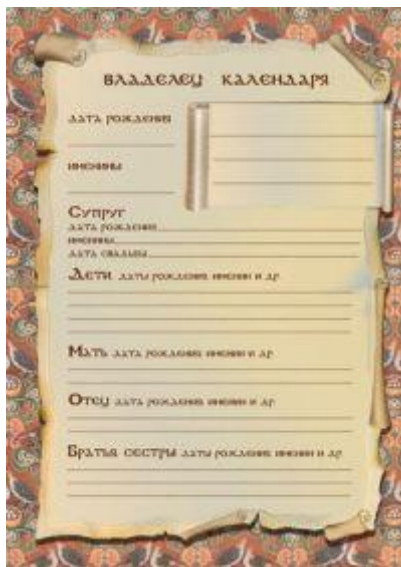 ВЛАДЕЛЕЦ КАЛЕНДАРЯ
ДАТА РОЖДЕНИЯ
ИМЕНИНЫ
Супруг
ДАТА РОЖДЕНИЯ
ИМЕНИНЫ
ДАТА СВАДЬБЫ
Дети ДАТЫ РОЖДЕНИЯ ИМЕНИН И ДР.
Мать ДАТА РОЖДЕНИЯ ИМЕНИН И ДР.
Отец ДАТА РОЖДЕНИЯ ИМЕНИН И ДР.
Братья сестры ДАТЫ РОЖДЕНИЯ ИМЕНИН И ДР.